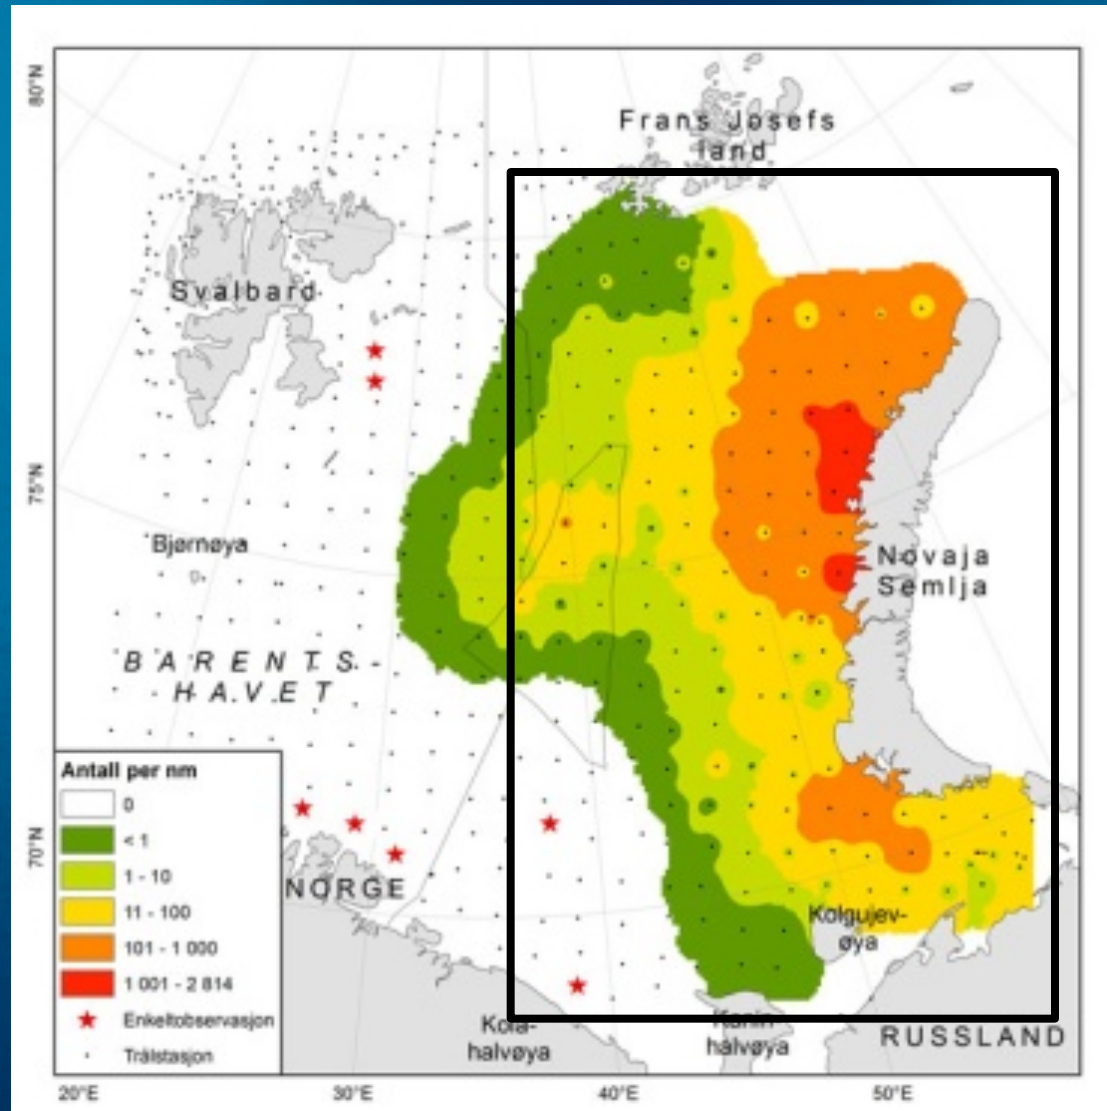 80°N
Frans Josefs
land
Svalbard
75°N
Bjørnøya
Novaja
Semlja
BARENTS-
HAVET
Antall per nm
0
< 1
1 - 10
11 - 100
101 - 1 000
1 001 - 2 814
Enkeltobservasjon
Trålstasjon
70°N
NORGE
Kolgujev-
øya
Kola-
halvøya
Kanin-
halvøya
RUSSLAND
20°E
30°E
40°E
50°E